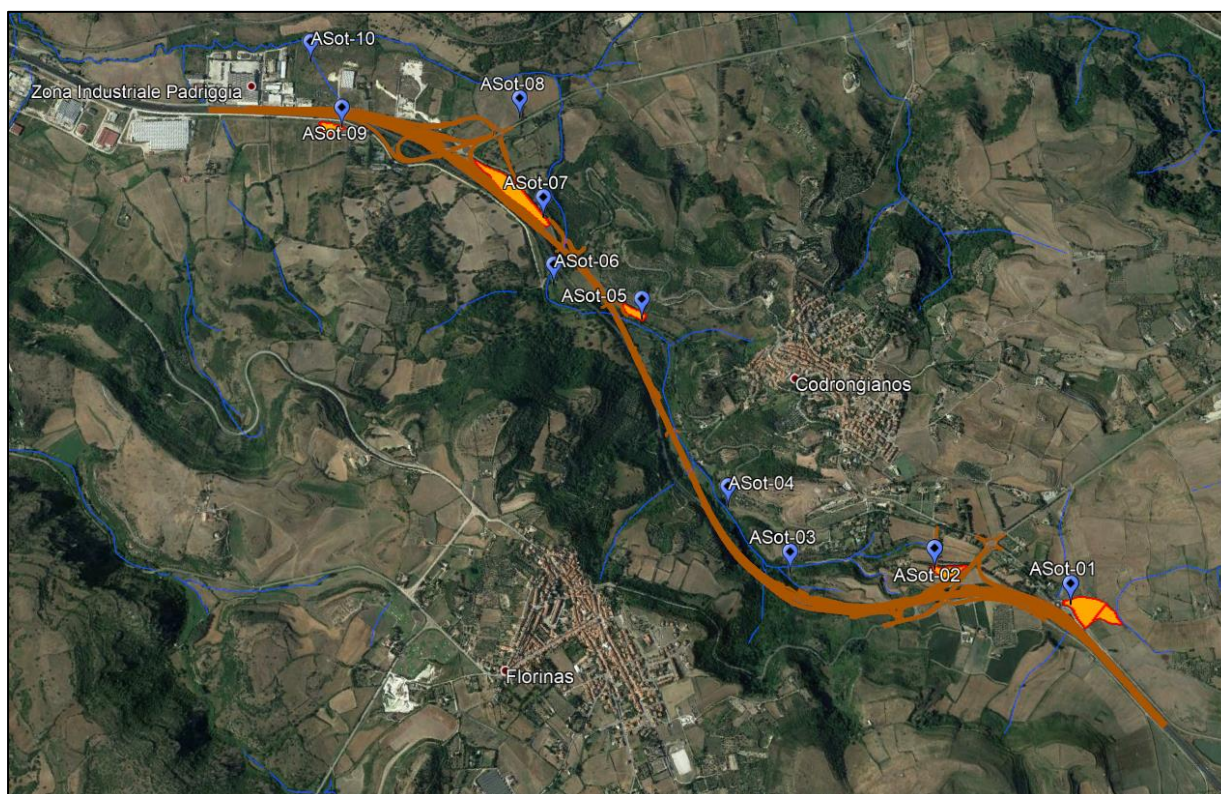 ASot-10
Zona Industriale Padriggia
ASot-08
ASot-09
ASot-07
ASot-06
ASot-05
Codrongianos
ASot-04
ASot-03
ASot-02
ASot-01
Florinas